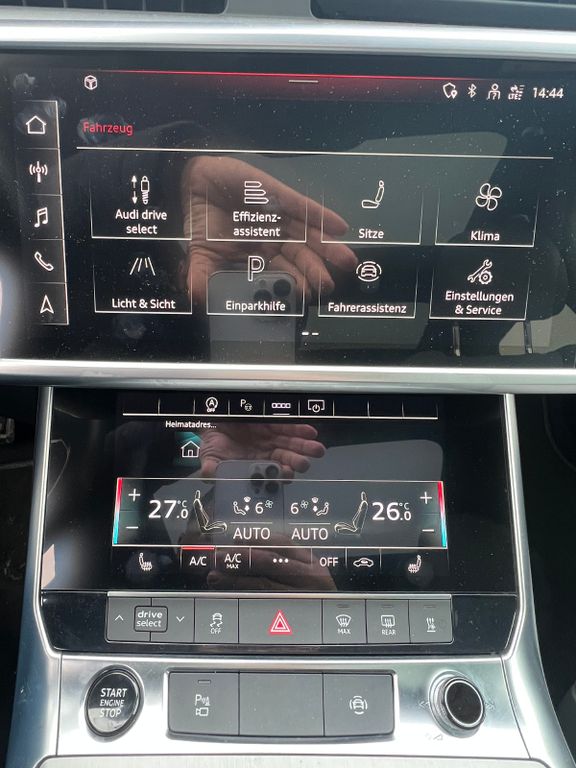 14:44
Fahrzeug
Audi drive
select
Effizienz-
assistent
Sitze
Klima
Licht & Sicht
P
Einparkhilfe
Fahrerassistenz
Einstellungen
& Service
A
OFF
P
Heimatadres...
+
27.0 °C
6
AUTO
6
AUTO
26.0 °C
+
−
−
A/C
A/C
MAX
•••
OFF
drive
select
OFF
MAX
REAR
START
ENGINE
STOP
P